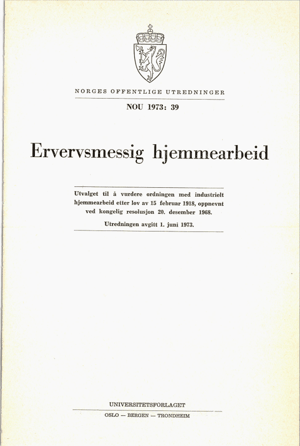 NORGES OFFENTLIGE UTREDNINGER
NOU 1973: 39
Ervervsmessig hjemmearbeid
Utvalget til å vurdere ordningen med industrielt
hjemmearbeid etter lov av 15 februar 1918, oppnevnt
ved kongelig resolusjon 20. desember 1968.
Utredningen avgitt 1. juni 1973.
UNIVERSITETSFORLAGET
OSLO — BERGEN — TRONDHEIM